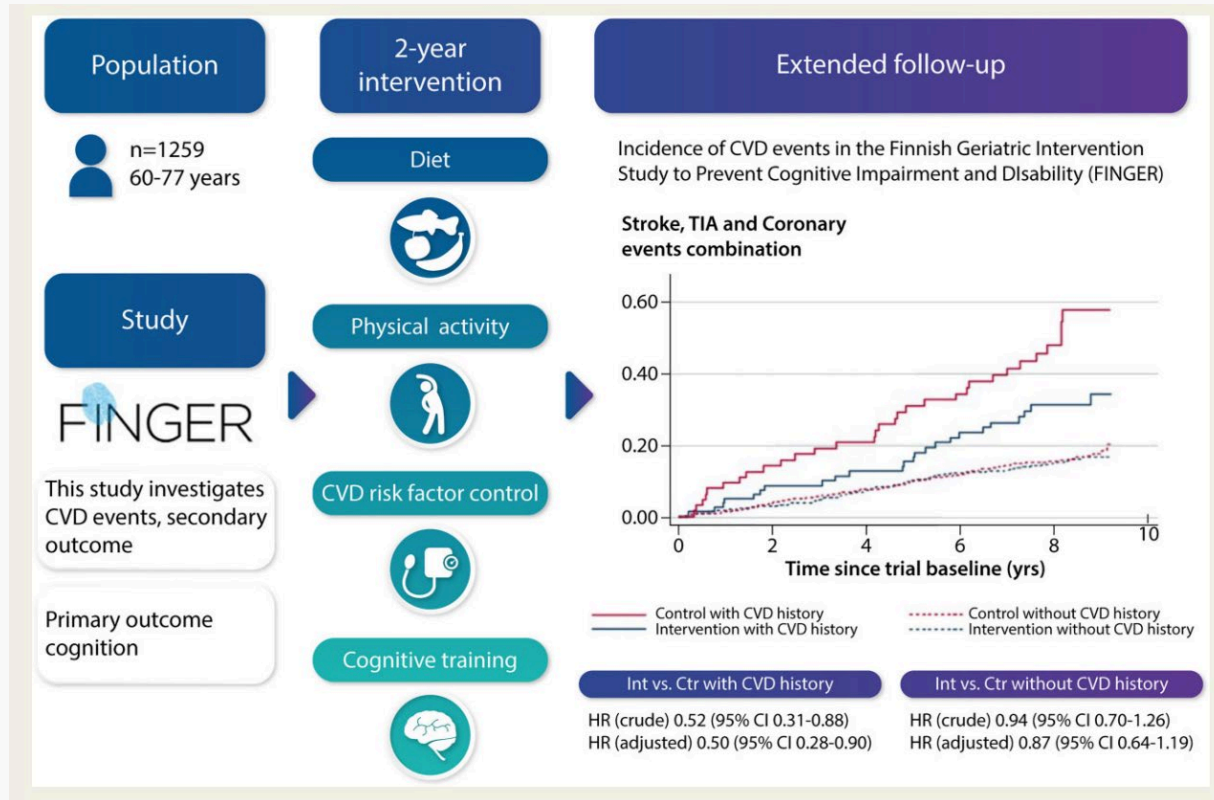 Population
n=1259
60-77 years
Study
FINGER
This study investigates
CVD events, secondary
outcome
Primary outcome
cognition
2-year
intervention
Diet
Physical activity
CVD risk factor control
Cognitive training
Extended follow-up
Incidence of CVD events in the Finnish Geriatric Intervention
Study to Prevent Cognitive Impairment and DIsability (FINGER)
Stroke, TIA and Coronary
events combination
0.60
0.40
0.20
0.00
0 2 4 6 8 10
Time since trial baseline (yrs)
Control with CVD history
Intervention with CVD history
Control without CVD history
Intervention without CVD history
Int vs. Ctr with CVD history
HR (crude) 0.52 (95% CI 0.31-0.88)
HR (adjusted) 0.50 (95% CI 0.28-0.90)
Int vs. Ctr without CVD history
HR (crude) 0.94 (95% CI 0.70-1.26)
HR (adjusted) 0.87 (95% CI 0.64-1.19)